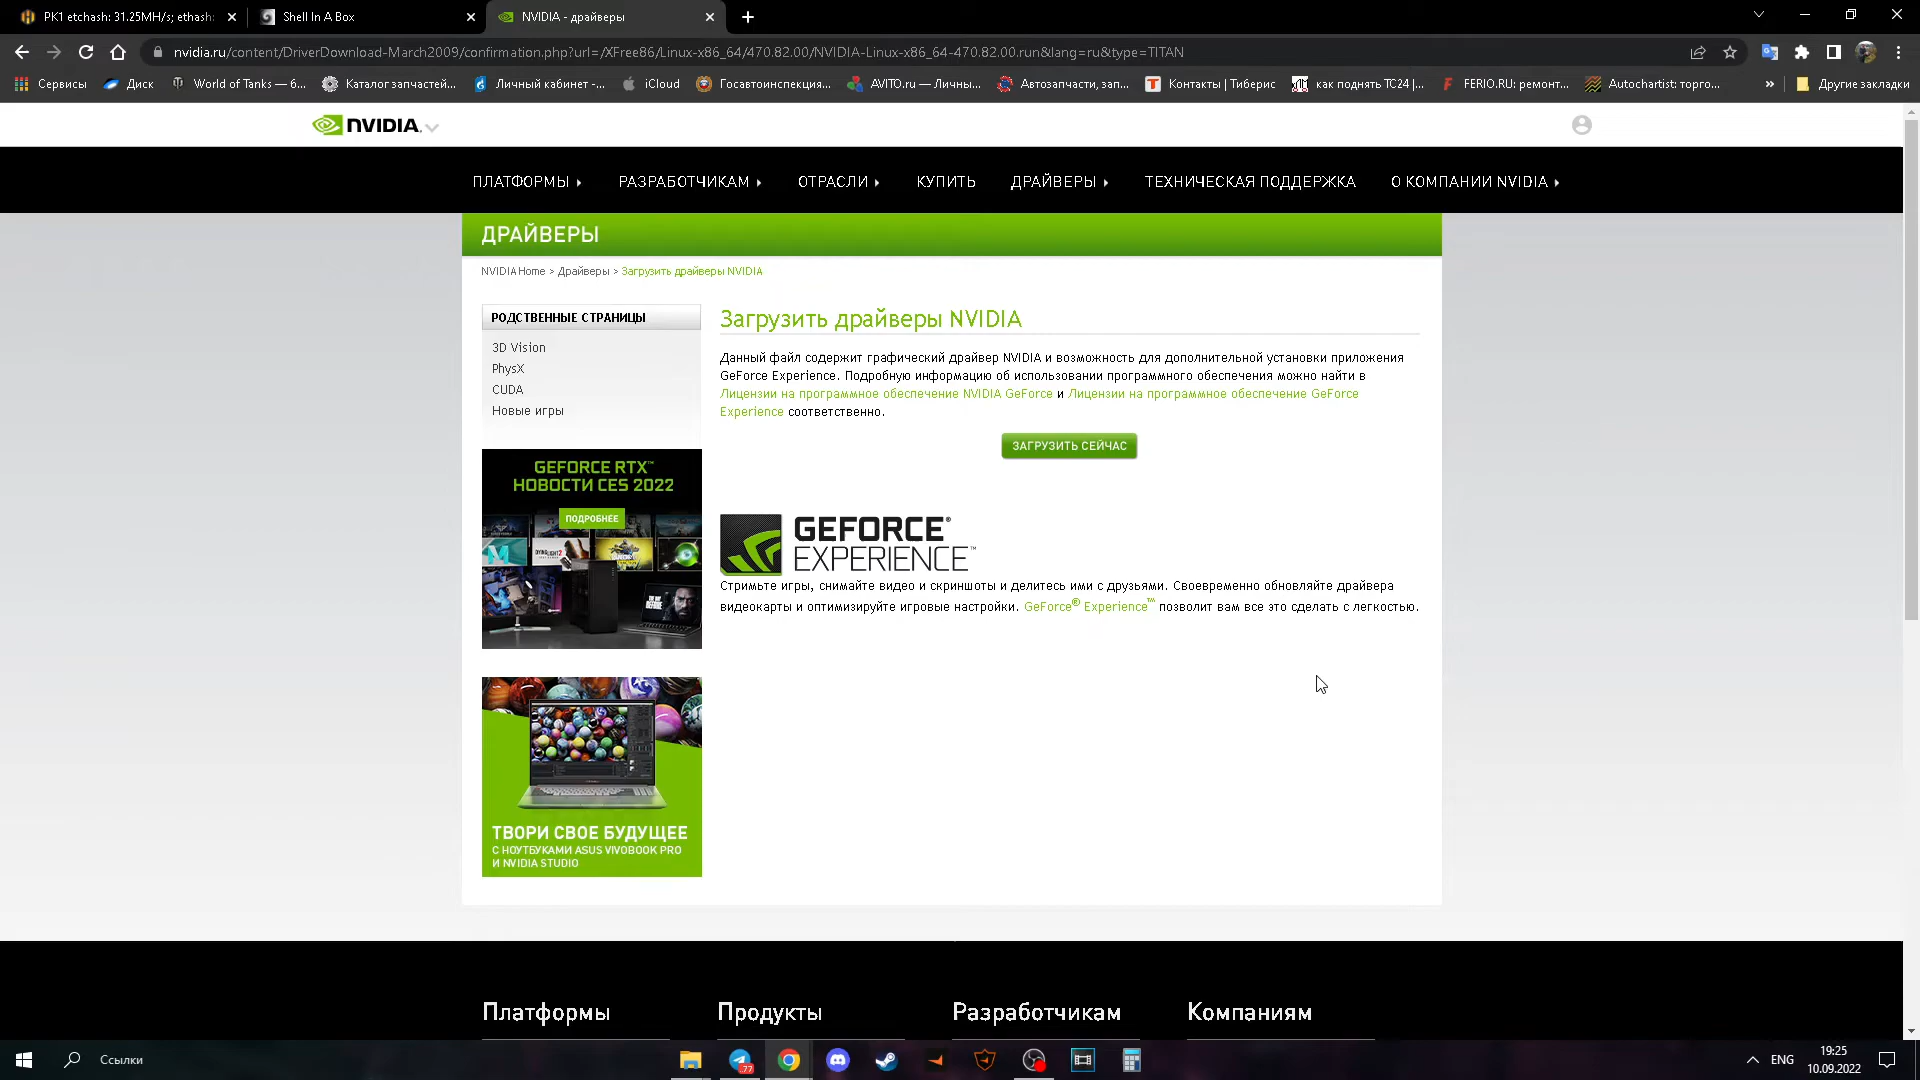 PK1 etchash: 31.25MH/s; ethash:
Shell In A Box
NVIDIA - драйверы
nvidia.ru/content/DriverDownload-March2009/confirmation.php?url=/XFree86/Linux-x86_64/470.82.00/NVIDIA-Linux-x86_64-470.82.00.run&lang=ru&type=TITAN
Сервисы
Диск
World of Tanks — б...
Каталог запчастей...
Личный кабинет -...
iCloud
Госавтоинспекция...
AVITO.ru — Личны...
Автозапчасти, зап...
Контакты | Тиберис
как поднять TC24 |...
FERIO.RU: ремонт...
Autochartist: торго...
»
Другие закладки
NVIDIA.
ПЛАТФОРМЫ
РАЗРАБОТЧИКАМ
ОТРАСЛИ
КУПИТЬ
ДРАЙВЕРЫ
ТЕХНИЧЕСКАЯ ПОДДЕРЖКА
О КОМПАНИИ NVIDIA
ДРАЙВЕРЫ
NVIDIA Home > Драйверы > Загрузить драйверы NVIDIA
РОДСТВЕННЫЕ СТРАНИЦЫ
3D Vision
PhysX
CUDA
Новые игры
GEFORCE RTX™
НОВОСТИ CES 2022
ПОДРОБНЕЕ
ТВОРИ СВОЕ БУДУЩЕЕ
С НОУТБУКАМИ ASUS VIVOBOOK PRO
И NVIDIA STUDIO
Загрузить драйверы NVIDIA
Данный файл содержит графический драйвер NVIDIA и возможность для дополнительной установки приложения
GeForce Experience. Подробную информацию об использовании программного обеспечения можно найти в
Лицензии на программное обеспечение NVIDIA GeForce и Лицензии на программное обеспечение GeForce
Experience соответственно.
ЗАГРУЗИТЬ СЕЙЧАС
GEFORCE®
EXPERIENCE™
Стримьте игры, снимайте видео и скриншоты и делитесь ими с друзьями. Своевременно обновляйте драйвера
видеокарты и оптимизируйте игровые настройки. GeForce® Experience™ позволит вам все это сделать с легкостью.
Платформы
Продукты
Разработчикам
Компаниям
Ссылки
77
ENG
19:25
10.09.2022